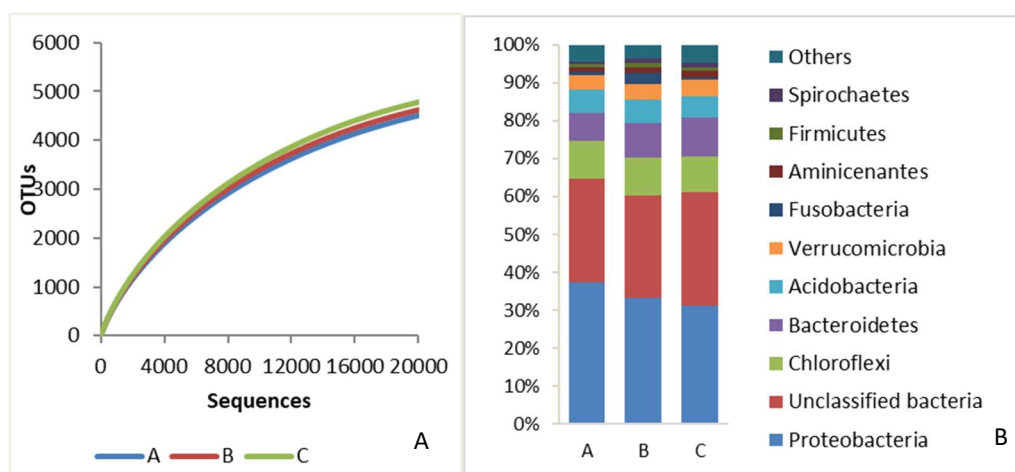 6000
5000
4000
3000
2000
1000
0
OTUs
0 4000 8000 12000 16000 20000
Sequences
A B C
A
100%
90%
80%
70%
60%
50%
40%
30%
20%
10%
0%
A B C
Others
Spirochaetes
Firmicutes
Aminicenantes
Fusobacteria
Verrucomicrobia
Acidobacteria
Bacteroidetes
Chloroflexi
Unclassified bacteria
Proteobacteria
B